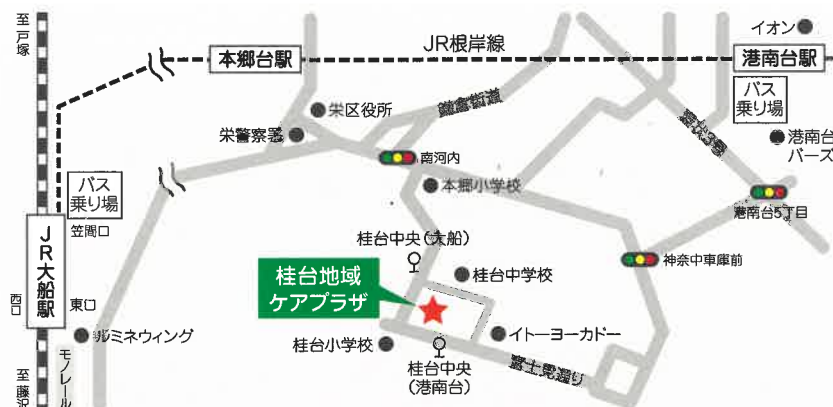 至戸塚
本郷台駅
JR根岸線
イオン
港南台駅
バス
乗り場
栄区役所
鎌倉街道
環状3号
栄警察署
南河内
港南台
バーズ
本郷小学校
バス
乗り場
笠間口
港南台5丁目
JR大船駅
桂台中央(大船)
神奈中車庫前
桂台地域
ケアプラザ
桂台中学校
西口
東口
ルミネウィング
イトーヨーカドー
桂台小学校
桂台中央
(港南台)
富士見通り
モノレール
至藤沢